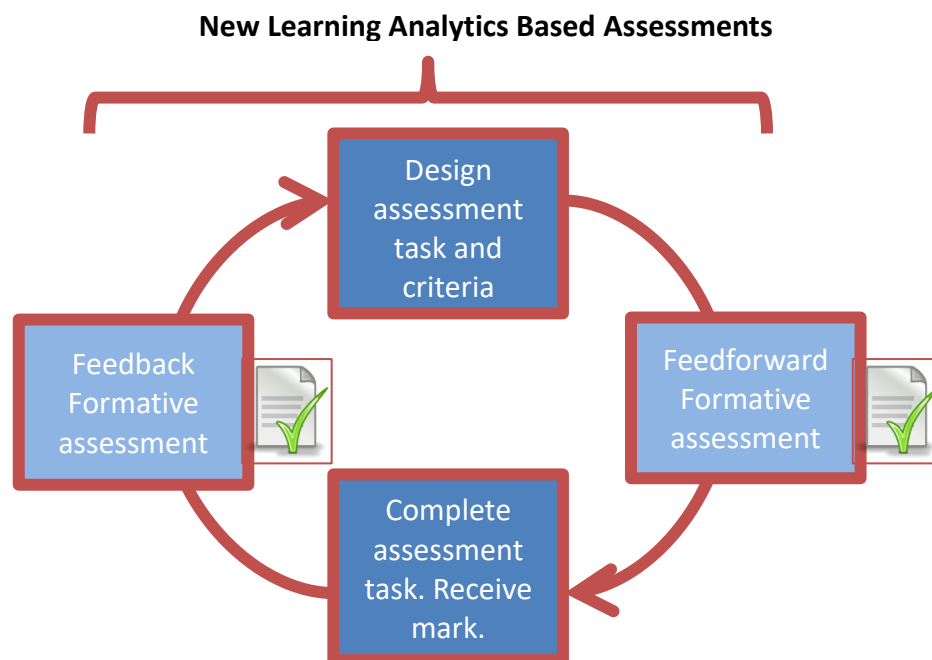 New Learning Analytics Based Assessments
Design
assessment
task and
criteria
Feedback
Formative
assessment
Feedforward
Formative
assessment
Complete
assessment
task. Receive
mark.